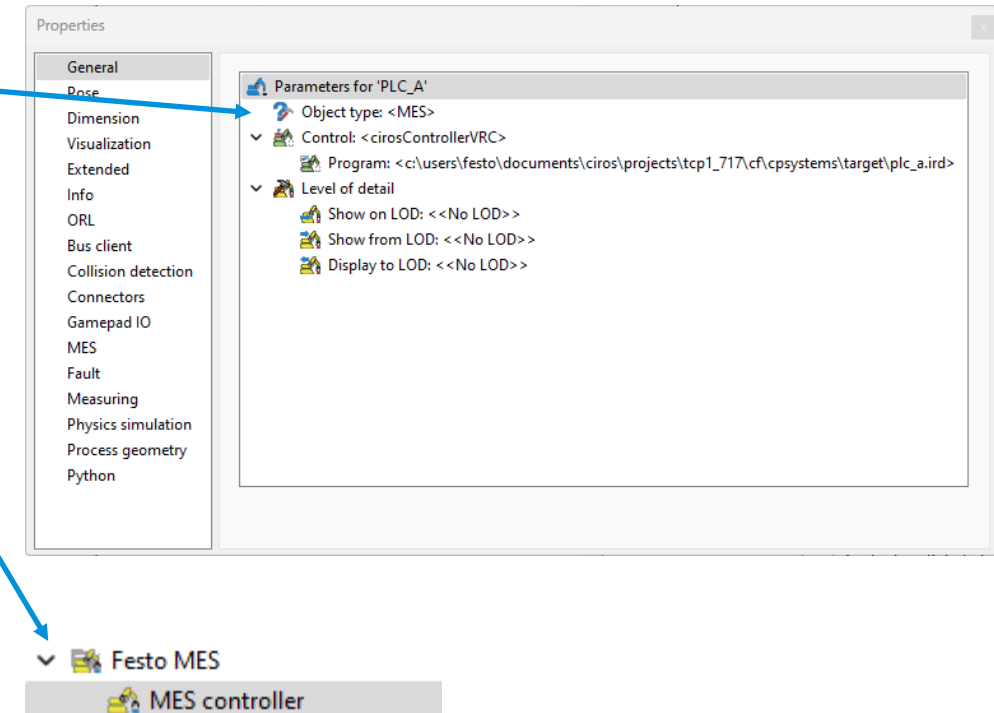 Properties
x
General
Pose
Dimension
Visualization
Extended
Info
ORL
Bus client
Collision detection
Connectors
Gamepad IO
MES
Fault
Measuring
Physics simulation
Process geometry
Python
Parameters for 'PLC_A'
Object type: <MES>
Control: <cirosControllerVRC>
Program: <c:\users\festo\documents\ciros\projects\tcp1_717\cf\cpsystems\target\plc_a.ird>
Level of detail
Show on LOD: <<No LOD>>
Show from LOD: <<No LOD>>
Display to LOD: <<No LOD>>
Festo MES
MES controller